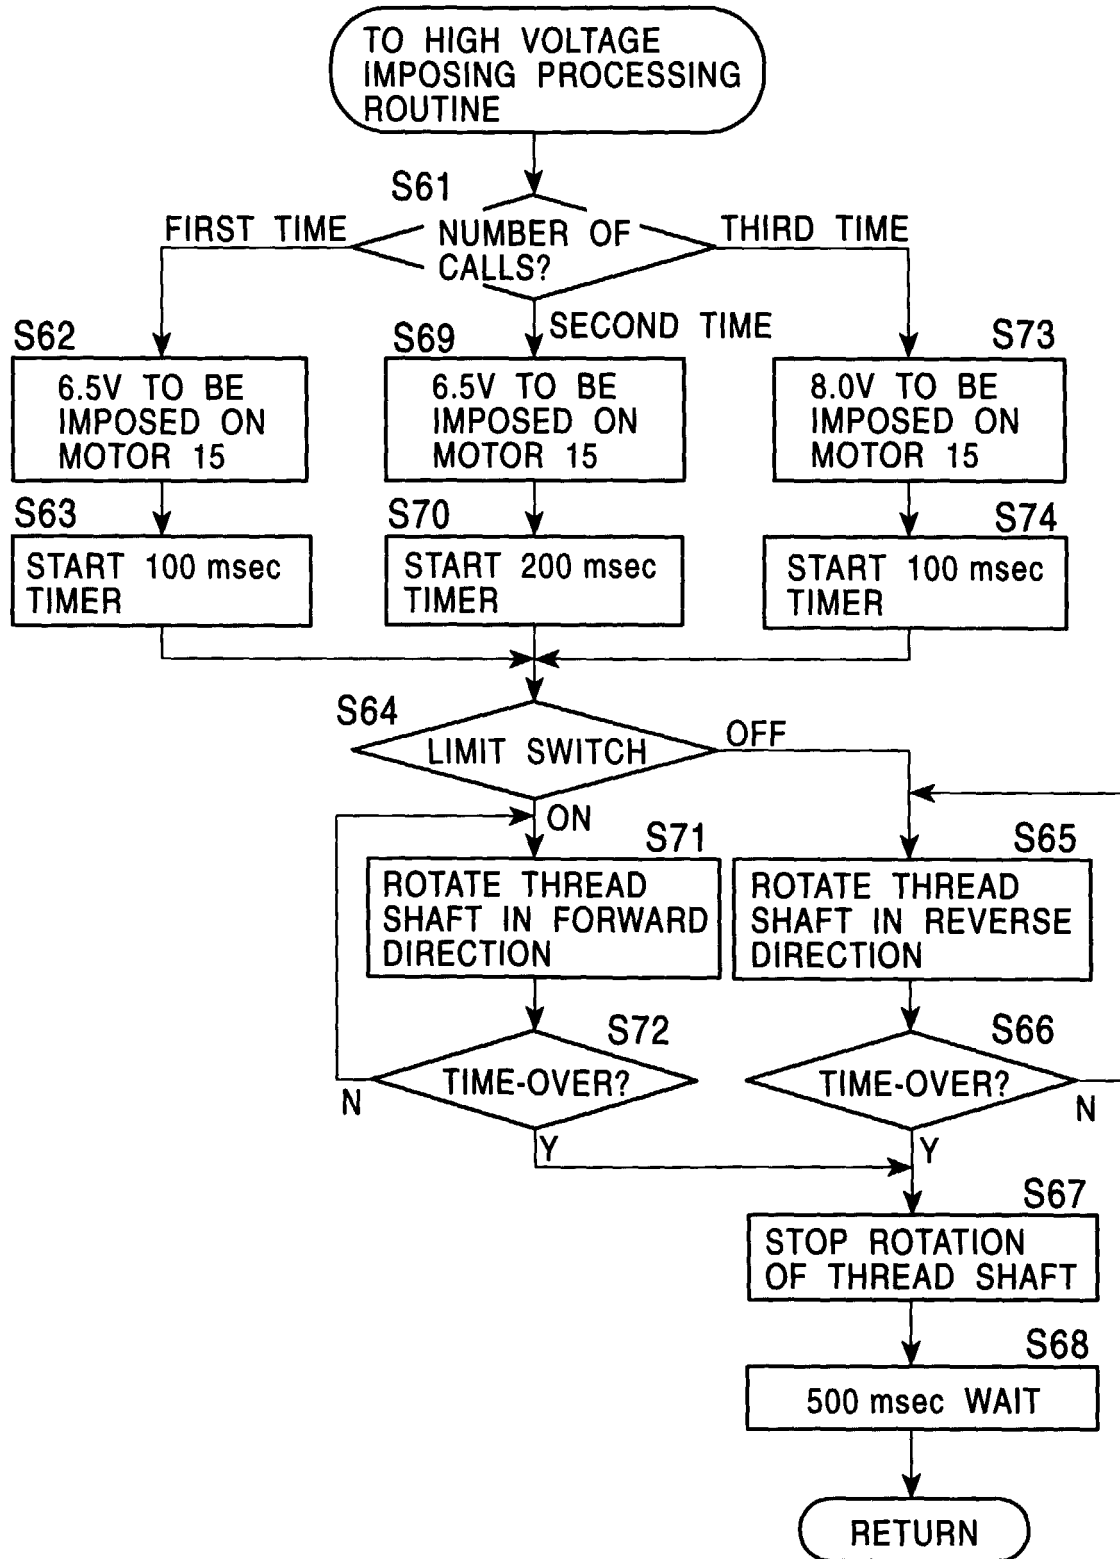 TO HIGH VOLTAGE
IMPOSING PROCESSING
ROUTINE
S61
FIRST TIME
NUMBER OF
CALLS?
THIRD TIME
SECOND TIME
S62
6.5V TO BE
IMPOSED ON
MOTOR 15
S69
6.5V TO BE
IMPOSED ON
MOTOR 15
S73
8.0V TO BE
IMPOSED ON
MOTOR 15
S63
START 100 msec
TIMER
S70
START 200 msec
TIMER
S74
START 100 msec
TIMER
S64
LIMIT SWITCH
OFF
ON
S71
ROTATE THREAD
SHAFT IN FORWARD
DIRECTION
S65
ROTATE THREAD
SHAFT IN REVERSE
DIRECTION
S72
TIME-OVER?
N
Y
S66
TIME-OVER?
N
Y
S67
STOP ROTATION
OF THREAD SHAFT
S68
500 msec WAIT
RETURN